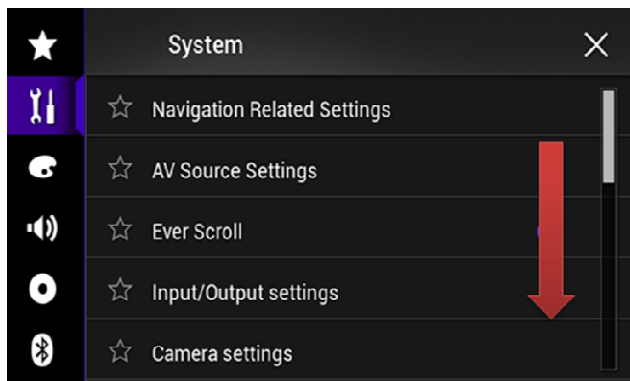 System
Navigation Related Settings
AV Source Settings
Ever Scroll
Input/Output settings
Camera settings